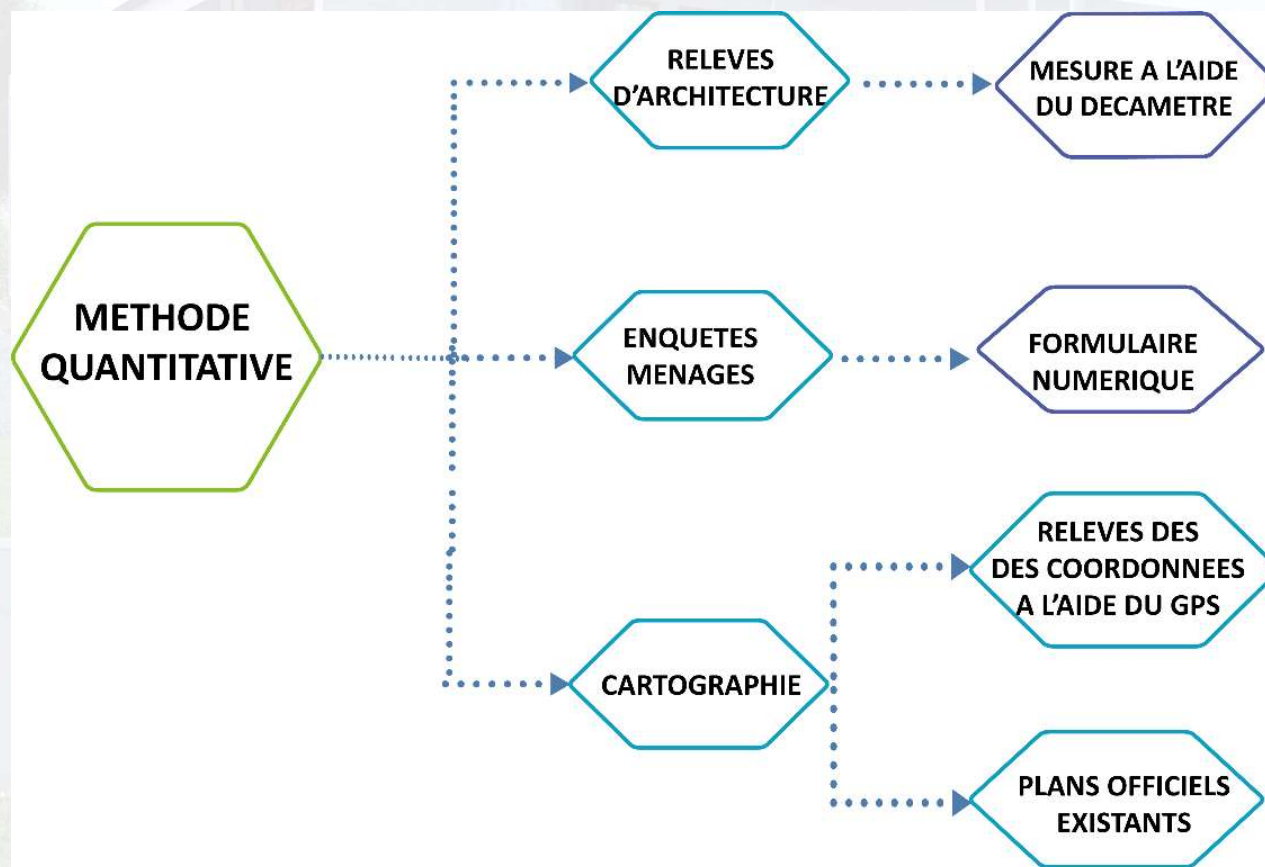 METHODE
QUANTITATIVE
RELEVES
D'ARCHITECTURE
MESURE A L'AIDE
DU DECAMETRE
ENQUETES
MENAGES
FORMULAIRE
NUMERIQUE
CARTOGRAPHIE
RELEVES DES
DES COORDONNEES
A L'AIDE DU GPS
PLANS OFFICIELS
EXISTANTS